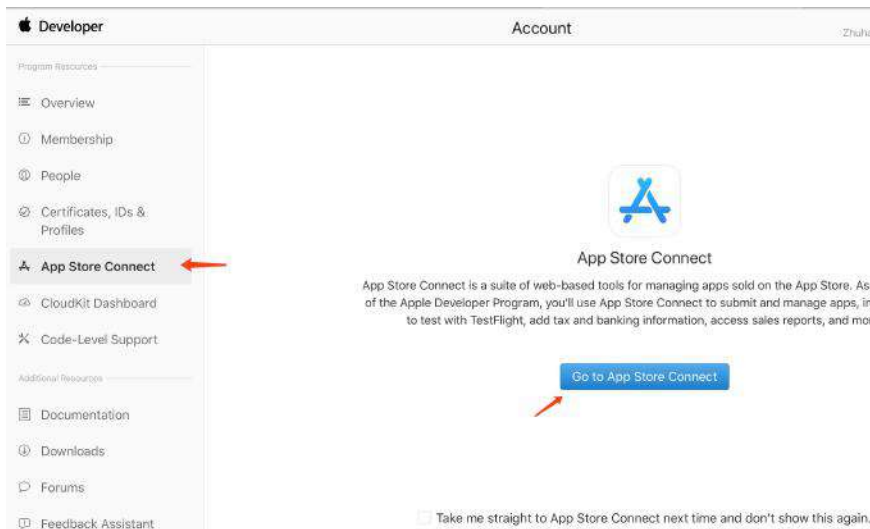 Developer
Account
Zhuha
Program Resources
Overview
Membership
People
Certificates, IDs &
Profiles
App Store Connect
CloudKit Dashboard
Code-Level Support
Additional Resources
Documentation
Downloads
Forums
Feedback Assistant
App Store Connect
App Store Connect is a suite of web-based tools for managing apps sold on the App Store. As
of the Apple Developer Program, you'll use App Store Connect to submit and manage apps, in
to test with TestFlight, add tax and banking information, access sales reports, and mo
Go to App Store Connect
Take me straight to App Store Connect next time and don't show this again.